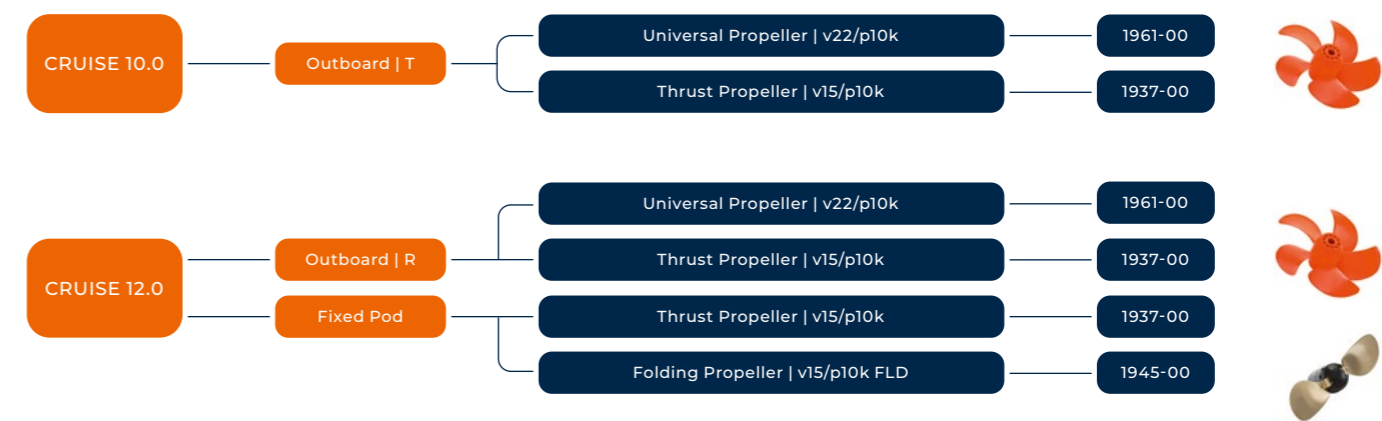 CRUISE 10.0
Outboard | T
Universal Propeller | v22/p10k
1961-00
Thrust Propeller | v15/p10k
1937-00
CRUISE 12.0
Outboard | R
Universal Propeller | v22/p10k
1961-00
Thrust Propeller | v15/p10k
1937-00
Fixed Pod
Thrust Propeller | v15/p10k
1937-00
Folding Propeller | v15/p10k FLD
1945-00